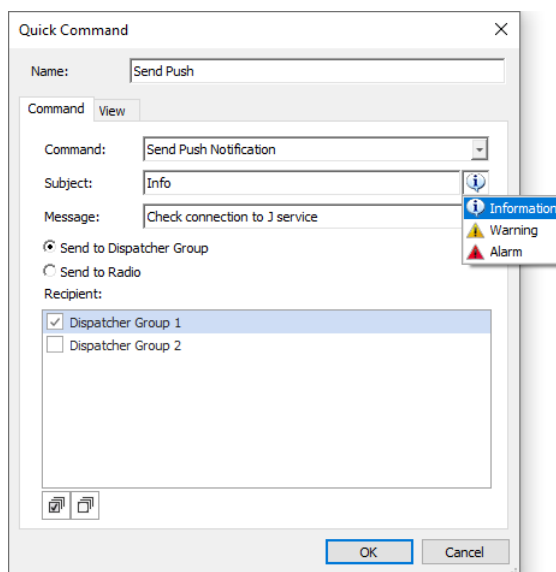 Quick Command
Name: Send Push
Command View
Command: Send Push Notification
Subject: Info
Information
Message: Check connection to J service
Warning
Send to Dispatcher Group
Alarm
Send to Radio
Recipient:
Dispatcher Group 1
Dispatcher Group 2
OK Cancel